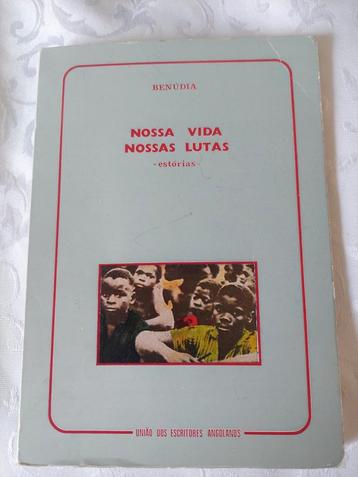 BENÚDIA
NOSSA VIDA
NOSSAS LUTAS
-estórias-
UNIÃO DOS ESCRITORES ANGOLANOS